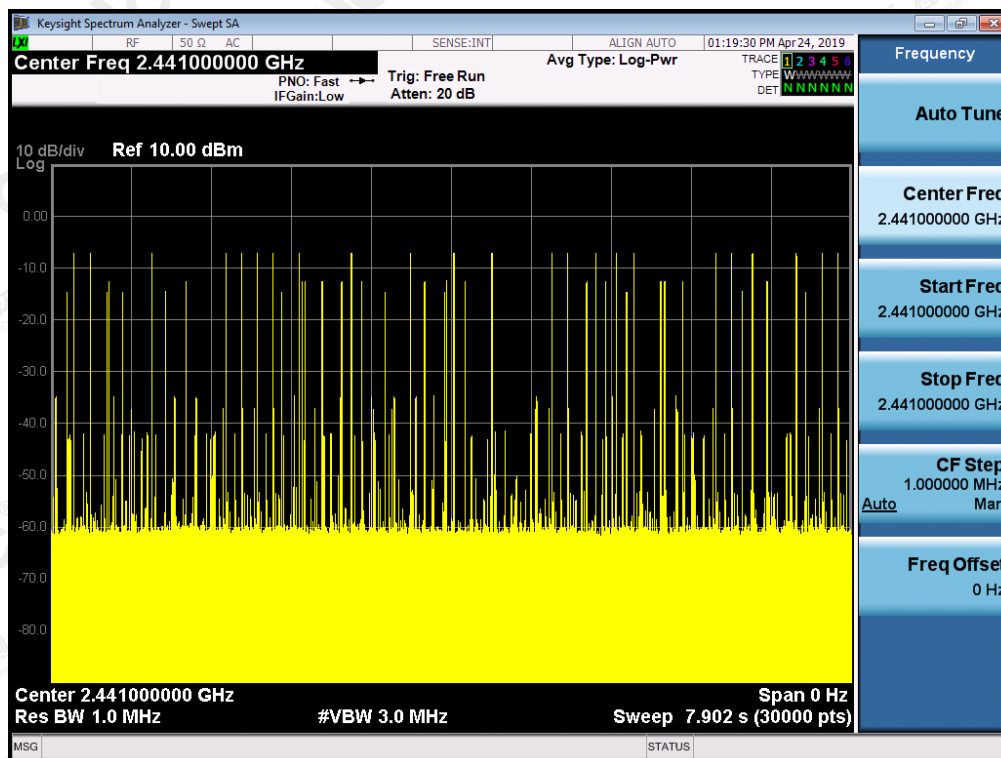 Keysight Spectrum Analyzer - Swept SA
LXI RF 50 Ω AC SENSE:INT ALIGN AUTO 01:19:30 PM Apr 24, 2019
Center Freq 2.441000000 GHz
PNO: Fast
IFGain:Low
Trig: Free Run
Atten: 20 dB
Avg Type: Log-Pwr
TRACE 1 2 3 4 5 6
TYPE WWWWWW
DET N N N N N N
10 dB/div Ref 10.00 dBm
Log
0.00
-10.0
-20.0
-30.0
-40.0
-50.0
-60.0
-70.0
-80.0
Center 2.441000000 GHz Span 0 Hz
Res BW 1.0 MHz #VBW 3.0 MHz Sweep 7.902 s (30000 pts)
MSG STATUS
Frequency
Auto Tune
Center Freq
2.441000000 GHz
Start Freq
2.441000000 GHz
Stop Freq
2.441000000 GHz
CF Step
1.000000 MHz
Auto Man
Freq Offset
0 Hz